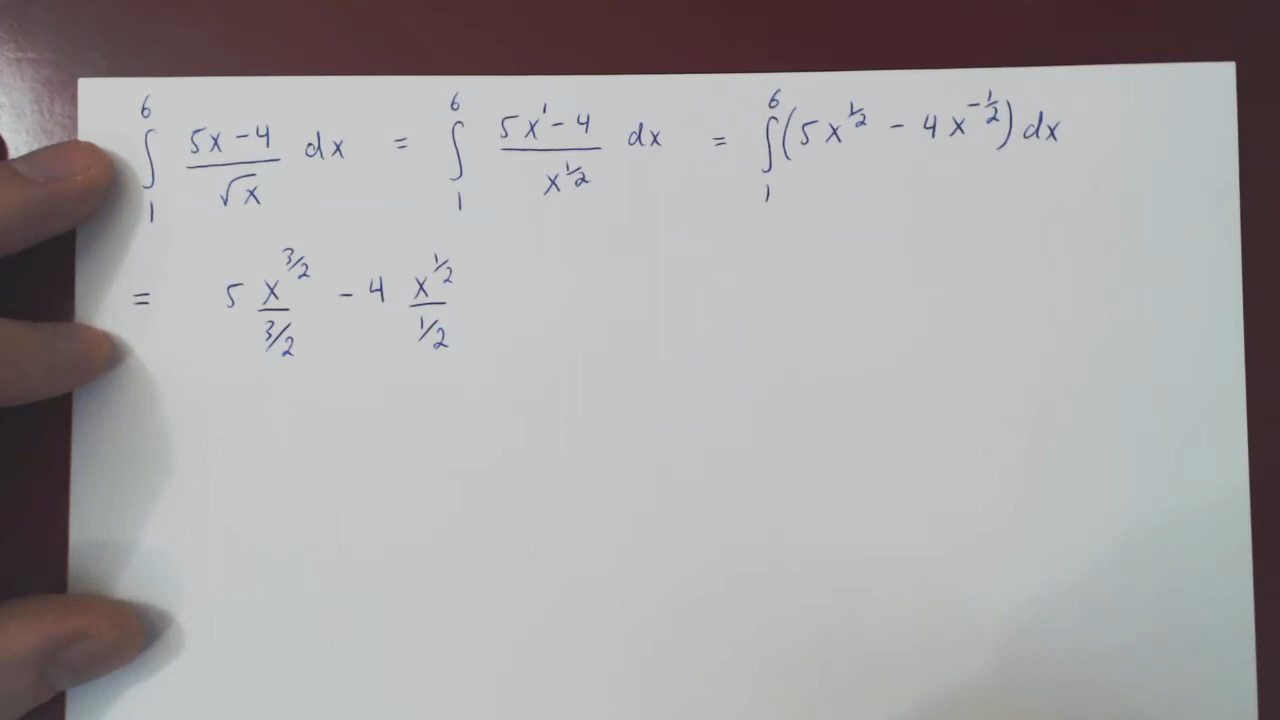 ∫₁⁶ (5x-4)/√x dx = ∫₁⁶ (5x¹-4)/x^(1/2) dx = ∫₁⁶ (5x^(1/2) - 4x^(-1/2)) dx
= 5 x^(3/2)/(3/2) - 4 x^(1/2)/(1/2)